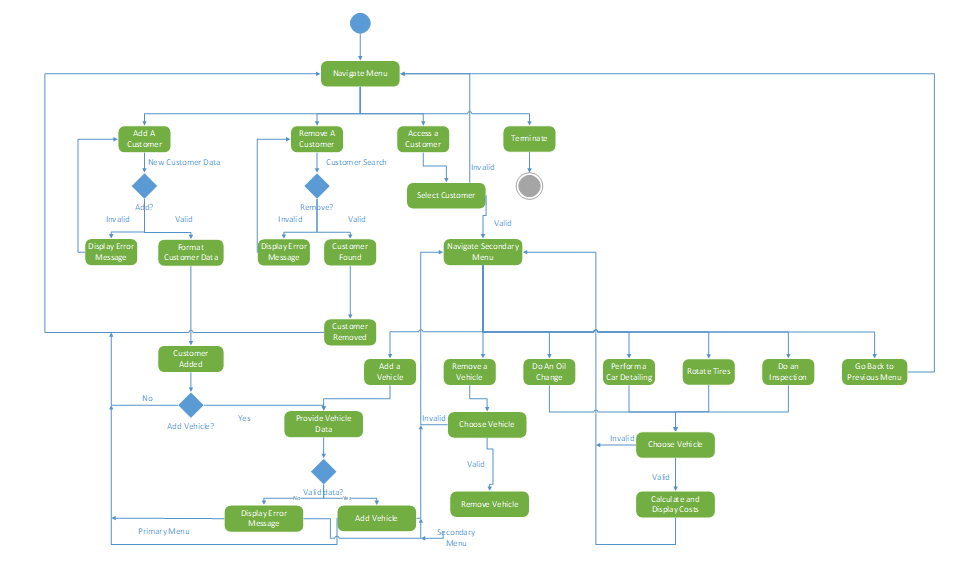 Navigate Menu
Add A
Customer
Remove A
Customer
Access a
Customer
Terminate
New Customer Data
Customer Search
Invalid
Select Customer
Add?
Remove?
Invalid
Valid
Invalid
Valid
Valid
Display Error
Message
Format
Customer Data
Display Error
Message
Customer
Found
Navigate Secondary
Menu
Customer
Removed
Customer
Added
Add a
Vehicle
Remove a
Vehicle
Do An Oil
Change
Perform a
Car Detailing
Rotate Tires
Do an
Inspection
Go Back to
Previous Menu
No
Yes
Add Vehicle?
Provide Vehicle
Data
Invalid
Choose Vehicle
Invalid
Choose Vehicle
Valid
Valid
Valid data?
No
Yes
Remove Vehicle
Calculate and
Display Costs
Display Error
Message
Add Vehicle
Primary Menu
Secondary
Menu